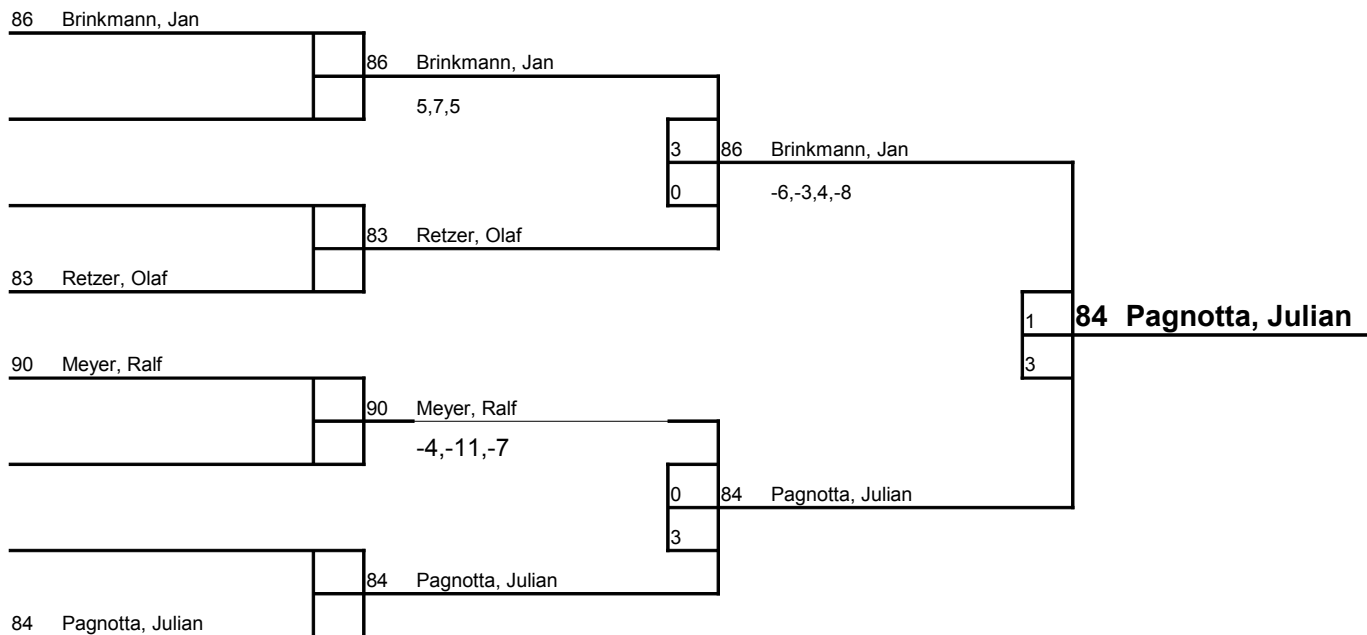 86 Brinkmann, Jan
86 Brinkmann, Jan
5,7,5
3 86 Brinkmann, Jan
0 -6,-3,4,-8
83 Retzer, Olaf
83 Retzer, Olaf
1 84 Pagnotta, Julian
3
90 Meyer, Ralf
90 Meyer, Ralf
-4,-11,-7
0 84 Pagnotta, Julian
3
84 Pagnotta, Julian
84 Pagnotta, Julian